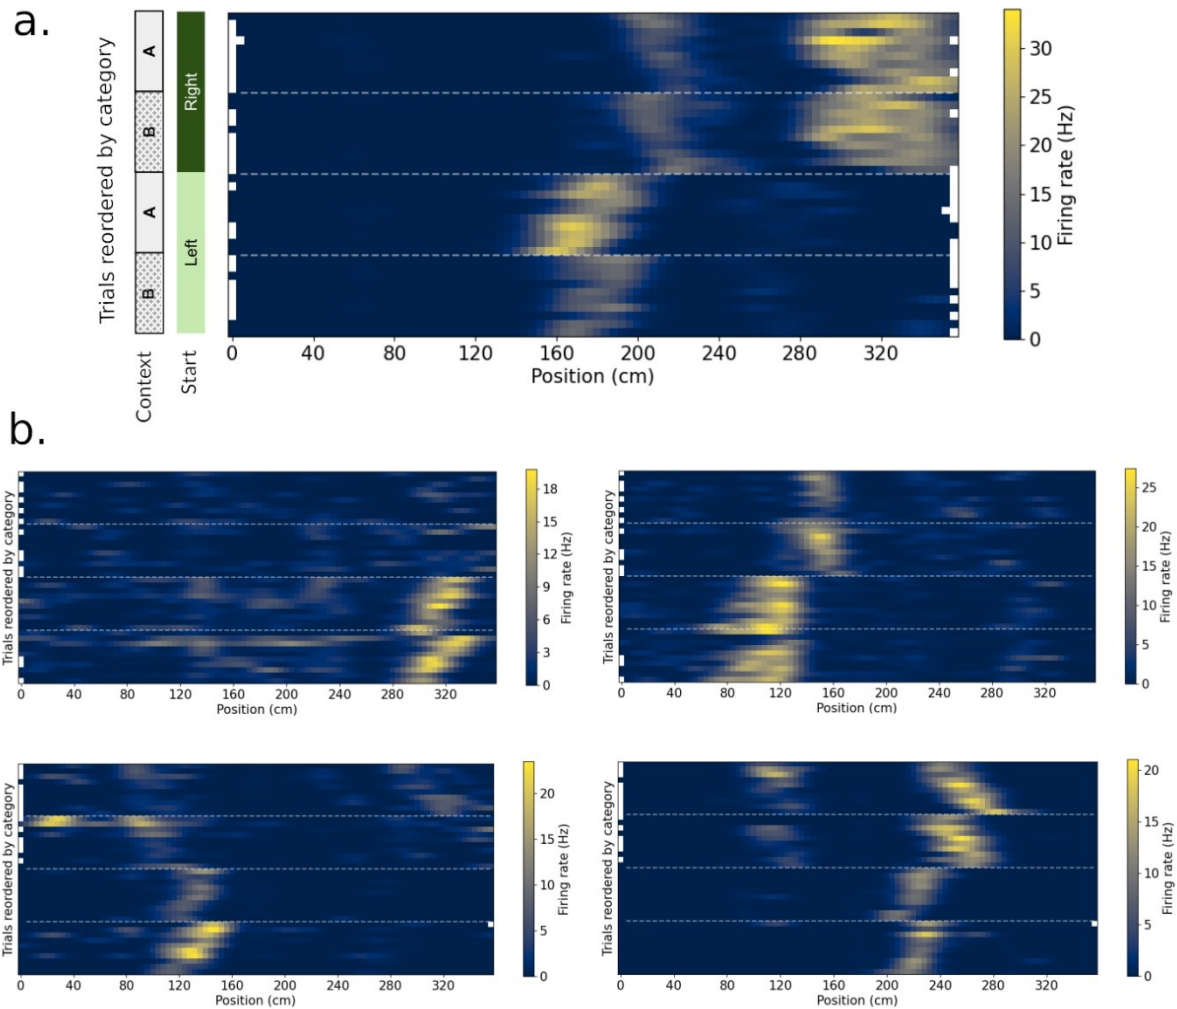 a.
Trials reordered by category
A
B
A
B
Right
Left
Context
Start
0 40 80 120 160 200 240 280 320
Position (cm)
30
25
20
15
10
5
0
Firing rate (Hz)
b.
Trials reordered by category
0 40 80 120 160 200 240 280 320
Position (cm)
18
15
12
9
6
3
0
Firing rate (Hz)
Trials reordered by category
0 40 80 120 160 200 240 280 320
Position (cm)
25
20
15
10
5
0
Firing rate (Hz)
Trials reordered by category
0 40 80 120 160 200 240 280 320
Position (cm)
20
15
10
5
0
Firing rate (Hz)
Trials reordered by category
0 40 80 120 160 200 240 280 320
Position (cm)
20
15
10
5
0
Firing rate (Hz)